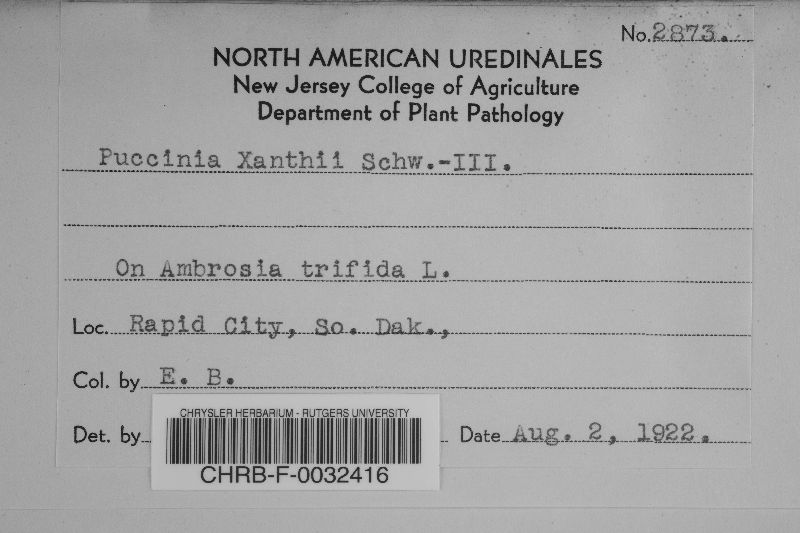 No. 2873.
NORTH AMERICAN UREDINALES
New Jersey College of Agriculture
Department of Plant Pathology
Puccinia Xanthii Schw.-III.
On Ambrosia trifida L.
Loc. Rapid City, So. Dak.,
Col. by E. B.
Det. by Date Aug. 2, 1922.
CHRYSLER HERBARIUM - RUTGERS UNIVERSITY
CHRB-F-0032416